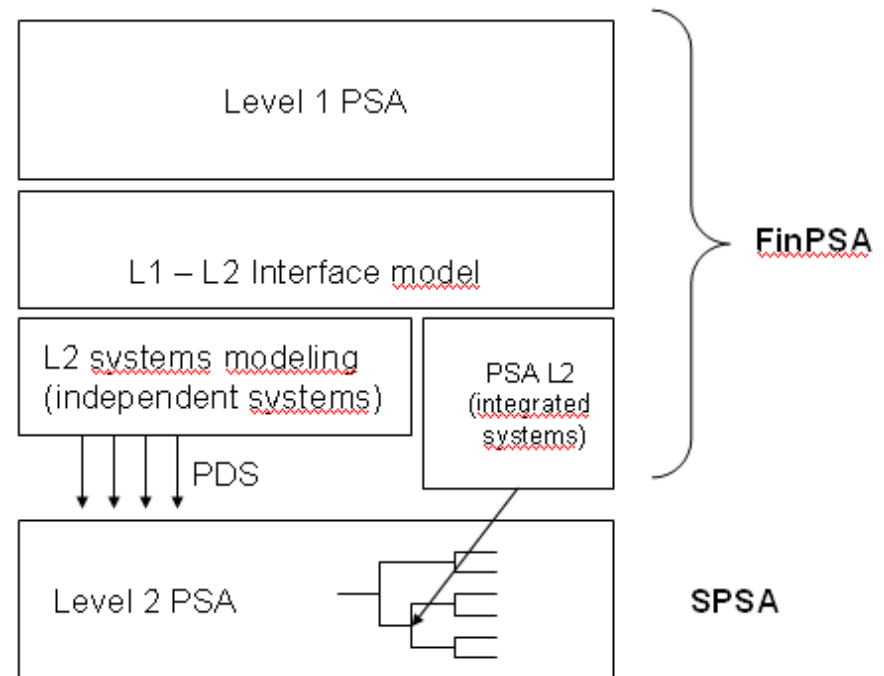 Level 1 PSA
L1 – L2 Interface model
FinPSA
L2 systems modeling
(independent systems)
PSA L2
(integrated
systems)
PDS
Level 2 PSA
SPSA